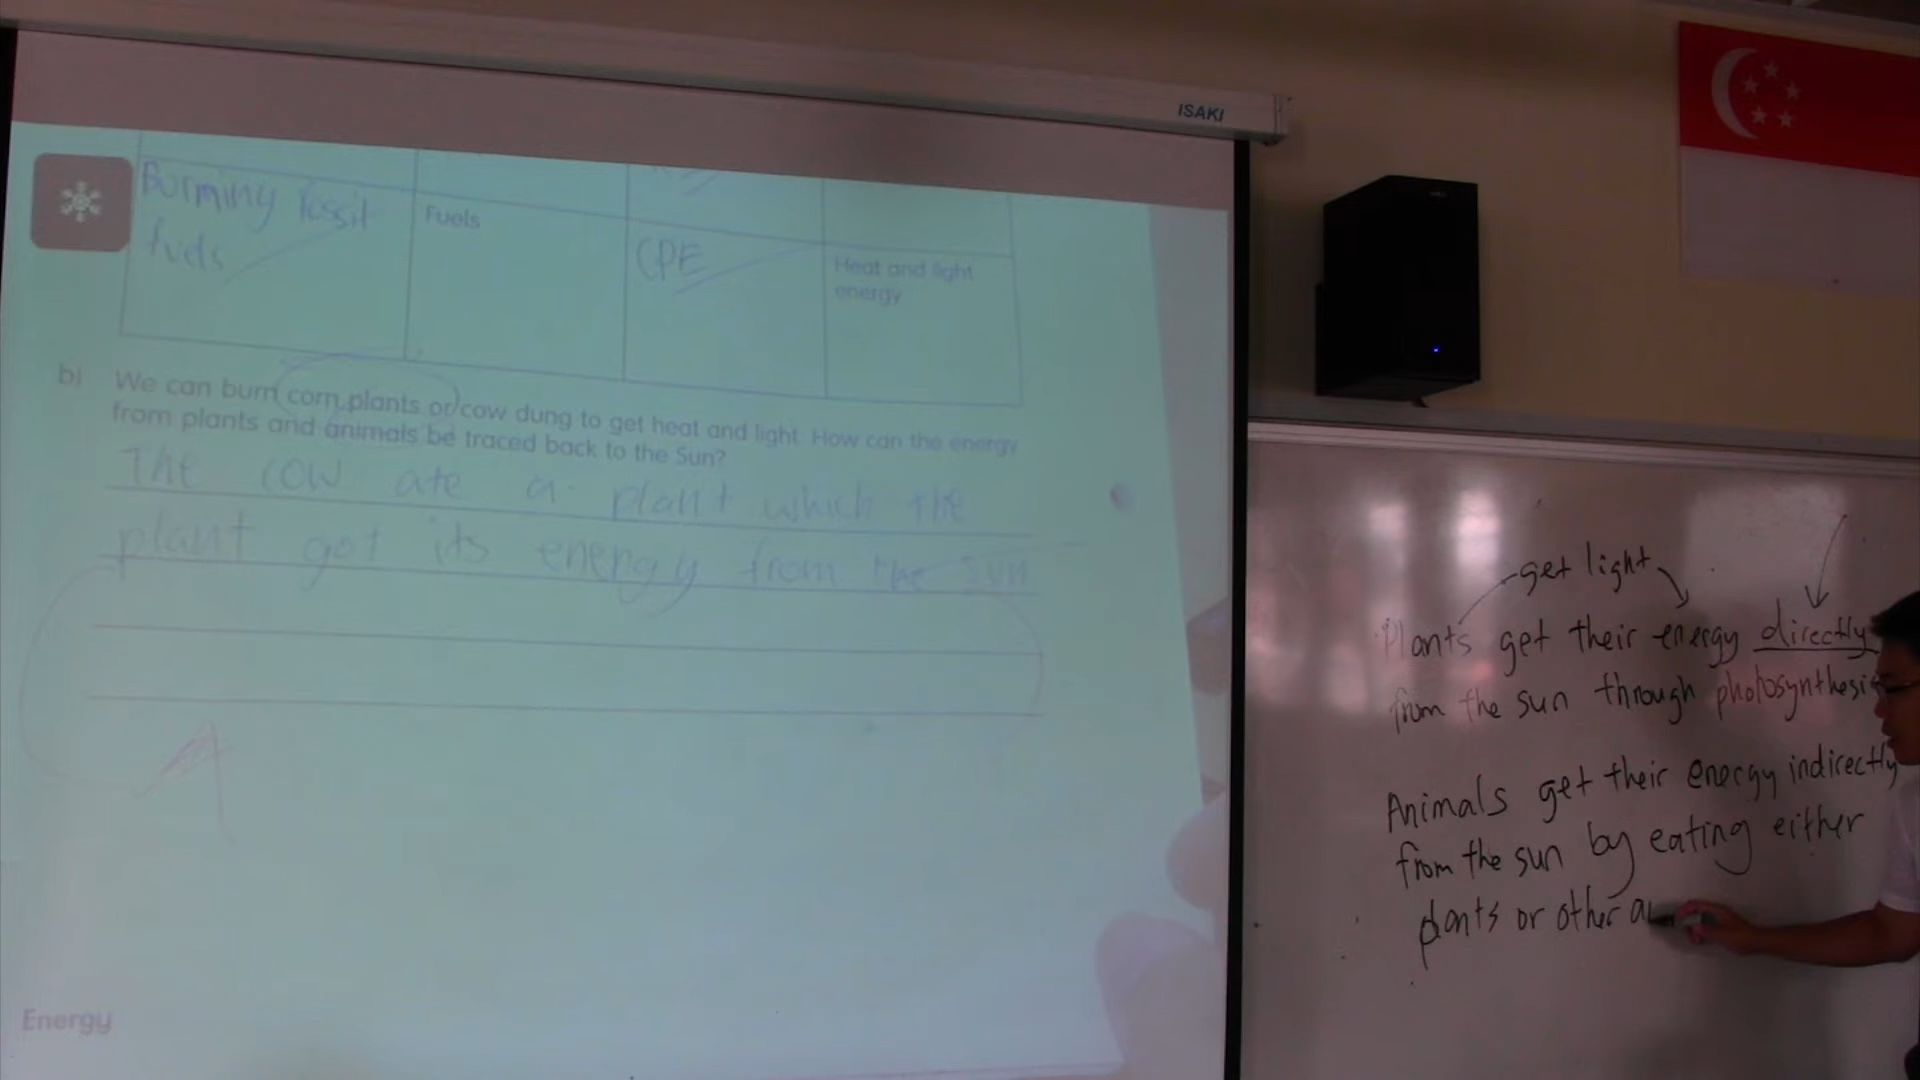 ISAKI
Burming fossil
fuels
Fuels
CPE
Heat and light
energy
b) We can burn corn plants or cow dung to get heat and light. How can the energy
from plants and animals be traced back to the Sun?
The cow ate a plant which the
plant got its energy from the sun
Energy
get light
Plants get their energy directly
from the sun through photosynthesis
Animals get their energy indirectly
from the sun by eating either
plants or other a